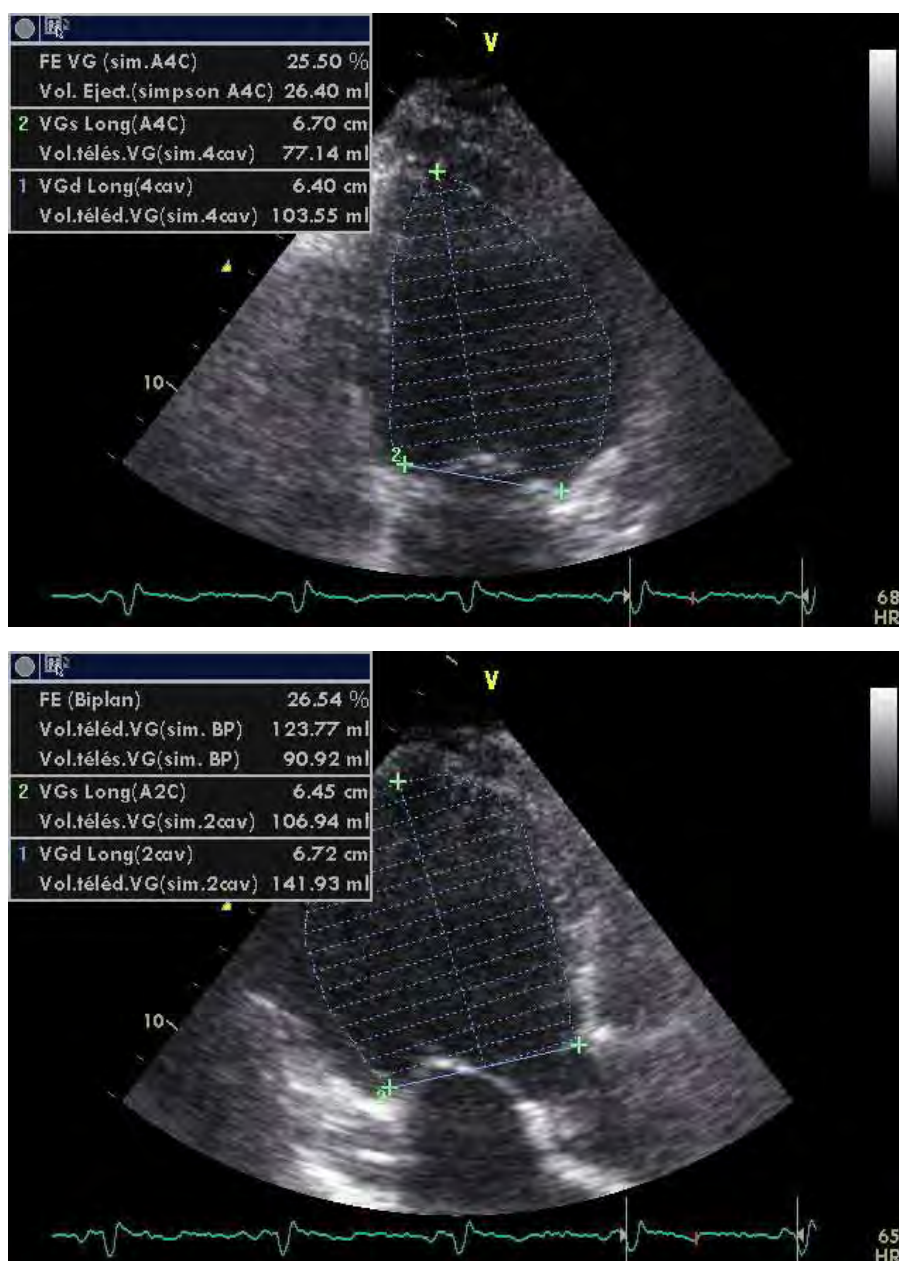 V
FE VG (sim.A4C) 25.50 %
Vol. Eject.(simpson A4C) 26.40 ml
2 VGs Long(A4C) 6.70 cm
Vol.télés.VG(sim.4cav) 77.14 ml
1 VGd Long(4cav) 6.40 cm
Vol.téléd.VG(sim.4cav) 103.55 ml
10
2
68
HR
V
FE (Biplan) 26.54 %
Vol.téléd.VG(sim. BP) 123.77 ml
Vol.télés.VG(sim. BP) 90.92 ml
2 VGs Long(A2C) 6.45 cm
Vol.télés.VG(sim.2cav) 106.94 ml
1 VGd Long(2cav) 6.72 cm
Vol.téléd.VG(sim.2cav) 141.93 ml
10
2
65
HR